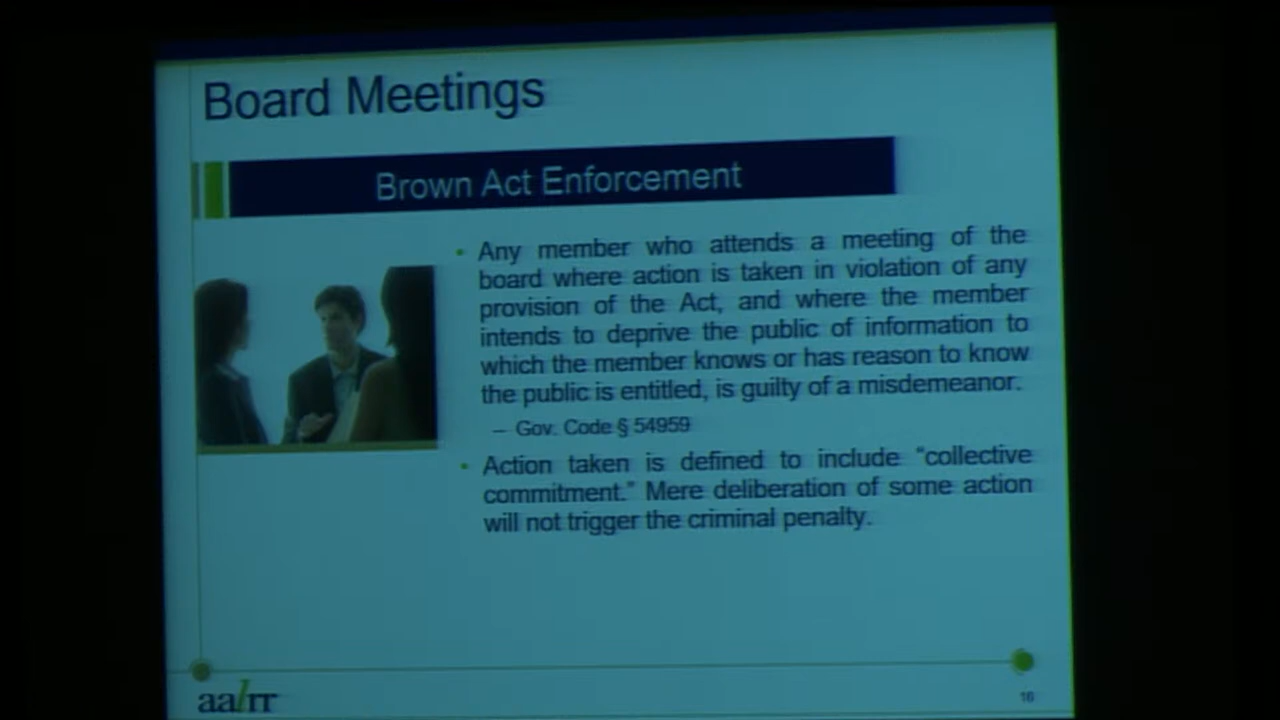 Board Meetings
Brown Act Enforcement
• Any member who attends a meeting of the
board where action is taken in violation of any
provision of the Act, and where the member
intends to deprive the public of information to
which the member knows or has reason to know
the public is entitled, is guilty of a misdemeanor.
– Gov. Code § 54959
• Action taken is defined to include “collective
commitment.” Mere deliberation of some action
will not trigger the criminal penalty.
aalrr
16